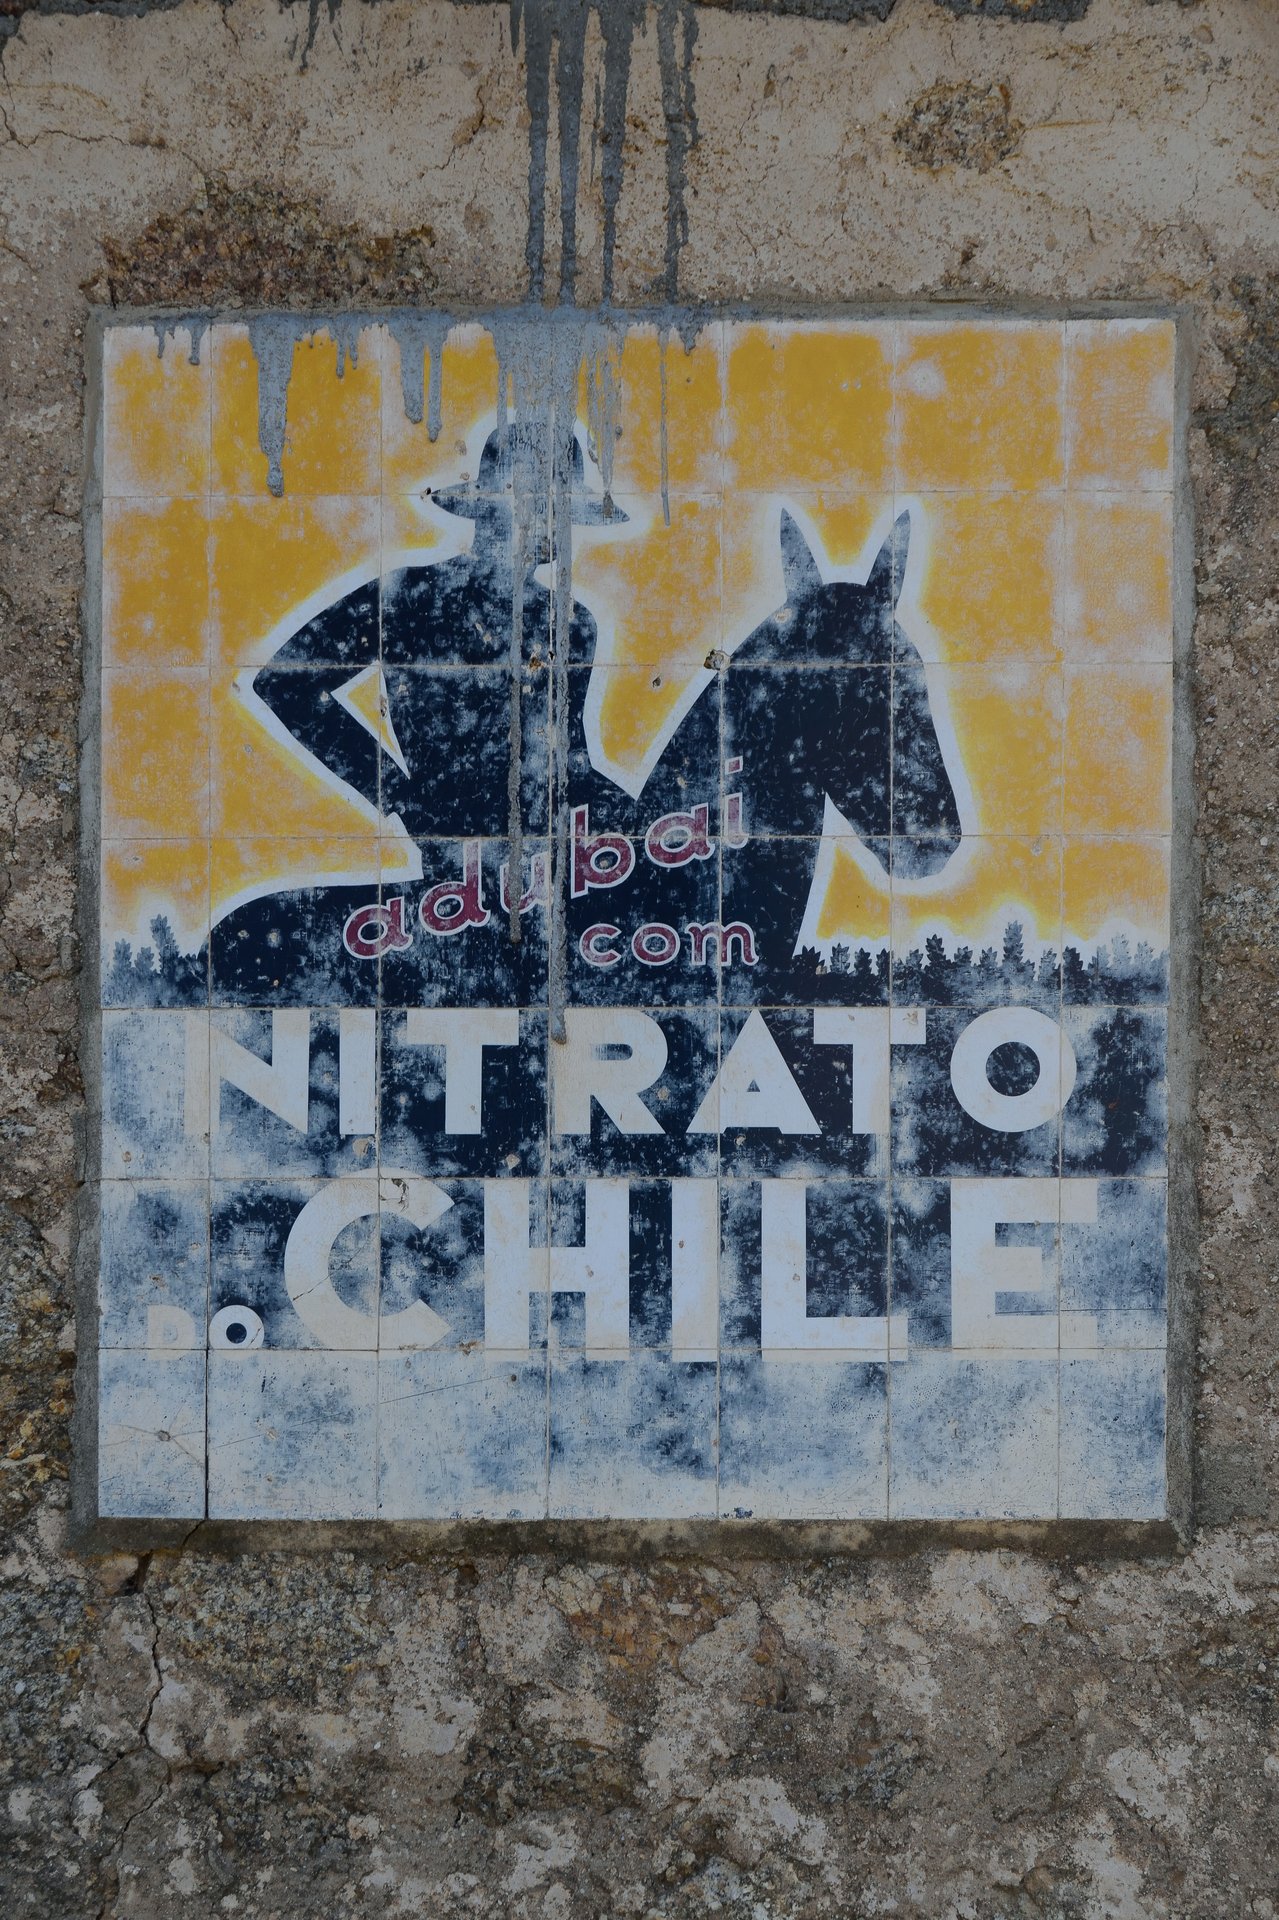 adubai
com
NITRATO
DO CHILE